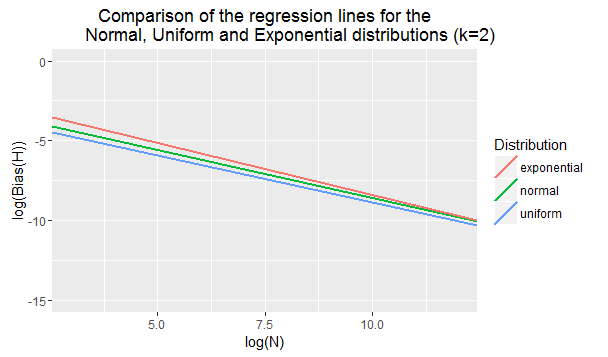 Comparison of the regression lines for the
Normal, Uniform and Exponential distributions (k=2)
0
-5
-10
-15
log(Bias(H))
5.0
7.5
10.0
log(N)
Distribution
exponential
normal
uniform